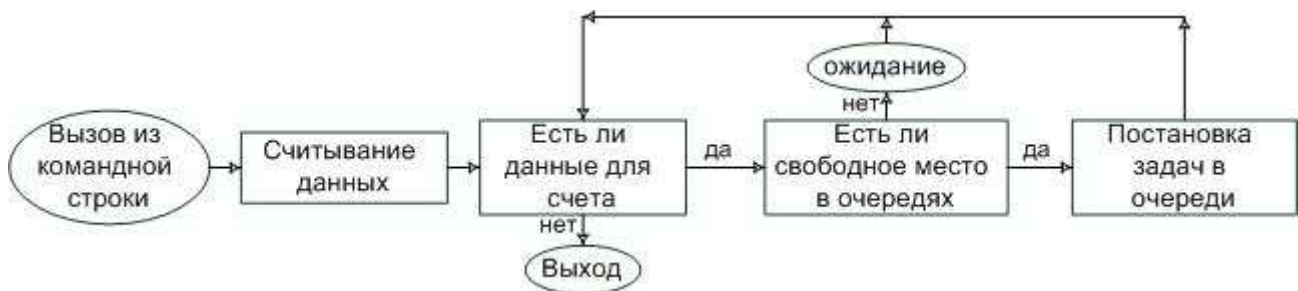 Вызов из
командной
строки
Считывание
данных
Есть ли
данные для
счета
да
нет
Выход
Есть ли
свободное место
в очередях
нет
ожидание
да
Постановка
задач в
очереди